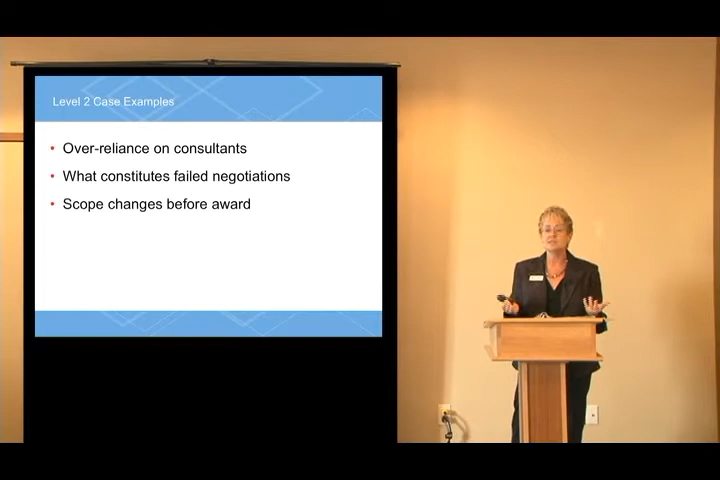 Level 2 Case Examples
• Over-reliance on consultants
• What constitutes failed negotiations
• Scope changes before award